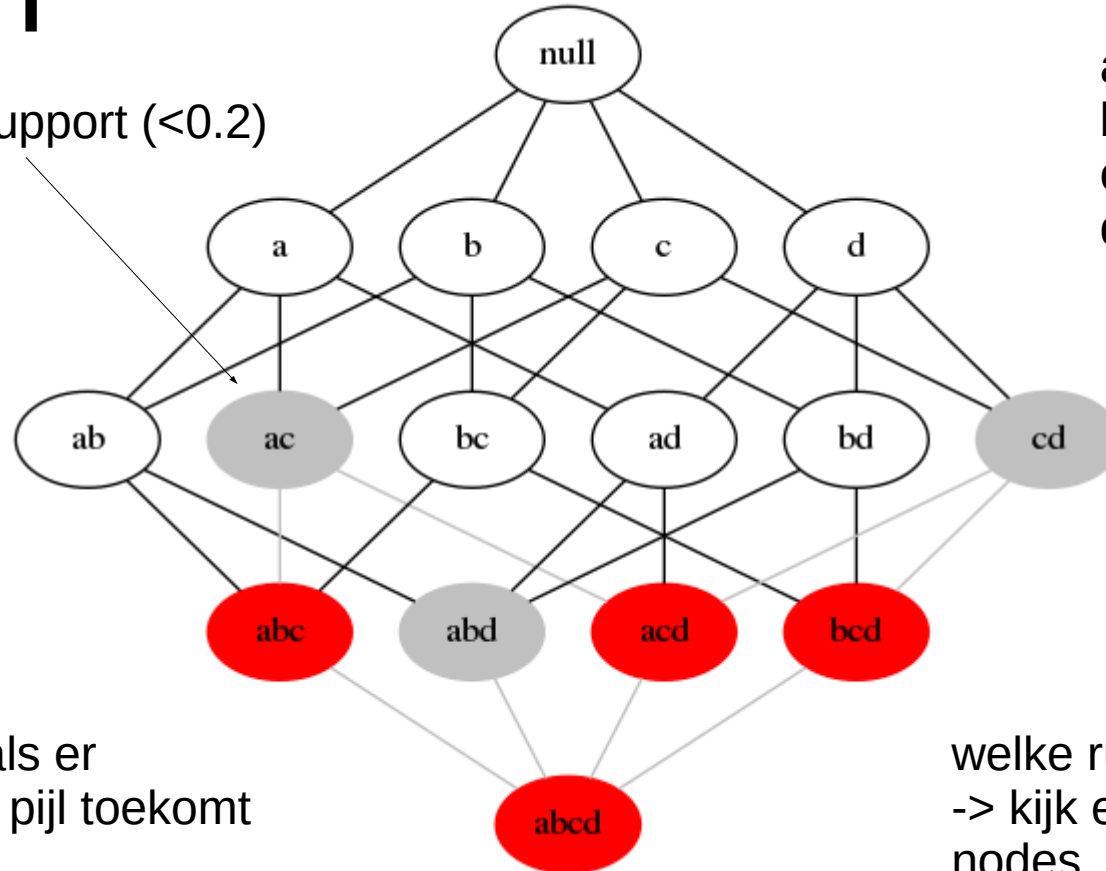 null
upport (<0.2)
a b c d
ab ac bc ad bd cd
abc abd acd bcd
als er
pijl toekomt
abcd
welke r
-> kijk e
nodes